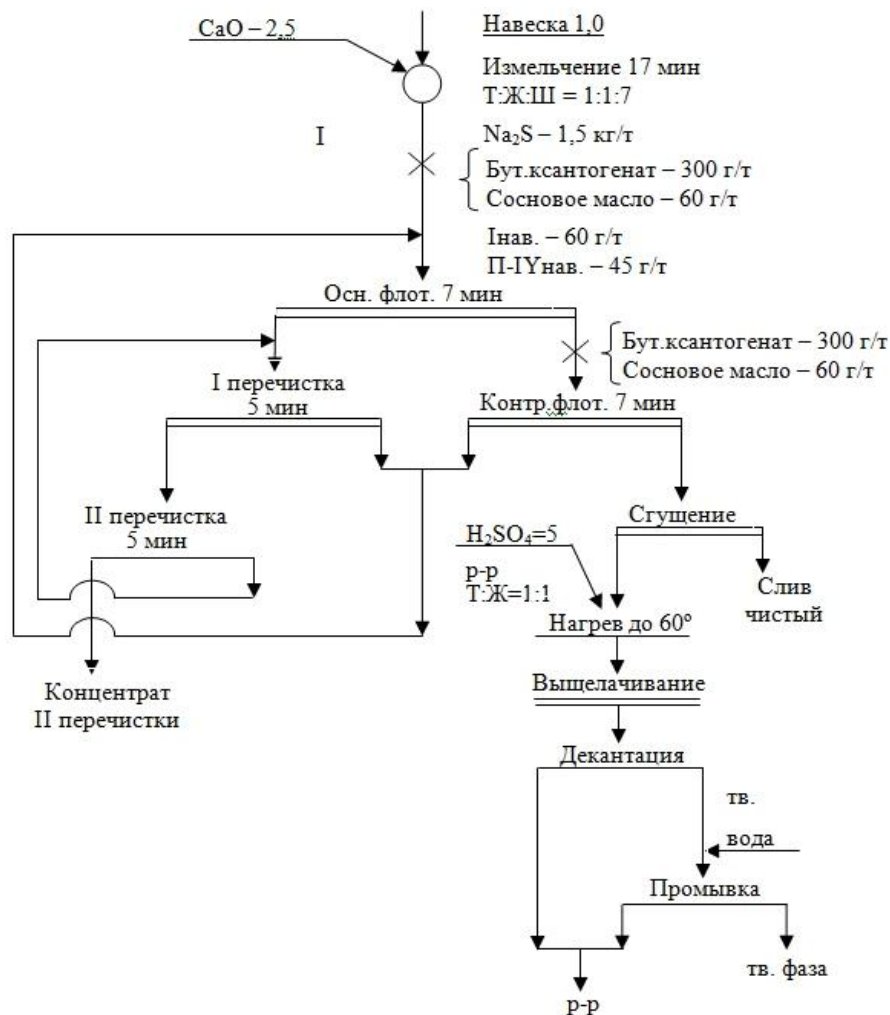 CaO – 2,5
Навеска 1,0
Измельчение 17 мин
Т:Ж:Ш = 1:1:7
I
Na₂S – 1,5 кг/т
Бут.ксантогенат – 300 г/т
Сосновое масло – 60 г/т
Iнав. – 60 г/т
П-IYнав. – 45 г/т
Осн. флот. 7 мин
Бут.ксантогенат – 300 г/т
Сосновое масло – 60 г/т
I перечистка
5 мин
Контр.флот. 7 мин
II перечистка
5 мин
Сгущение
H₂SO₄=5
р-р
Т:Ж=1:1
Слив
чистый
Нагрев до 60º
Концентрат
II перечистки
Выщелачивание
Декантация
тв.
вода
Промывка
тв. фаза
р-р